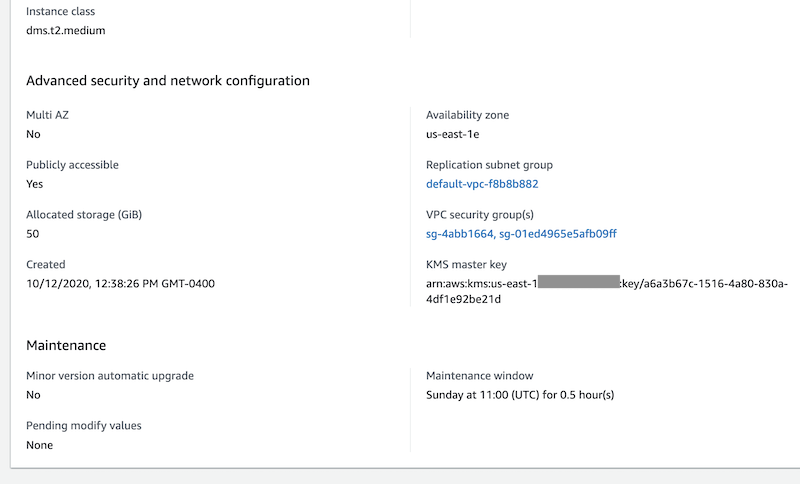 Instance class
dms.t2.medium
Advanced security and network configuration
Multi AZ
No
Publicly accessible
Yes
Allocated storage (GiB)
50
Created
10/12/2020, 12:38:26 PM GMT-0400
Availability zone
us-east-1e
Replication subnet group
default-vpc-f8b8b882
VPC security group(s)
sg-4abb1664, sg-01ed4965e5afb09ff
KMS master key
arn:aws:kms:us-east-1 :key/a6a3b67c-1516-4a80-830a-
4df1e92be21d
Maintenance
Minor version automatic upgrade
No
Pending modify values
None
Maintenance window
Sunday at 11:00 (UTC) for 0.5 hour(s)